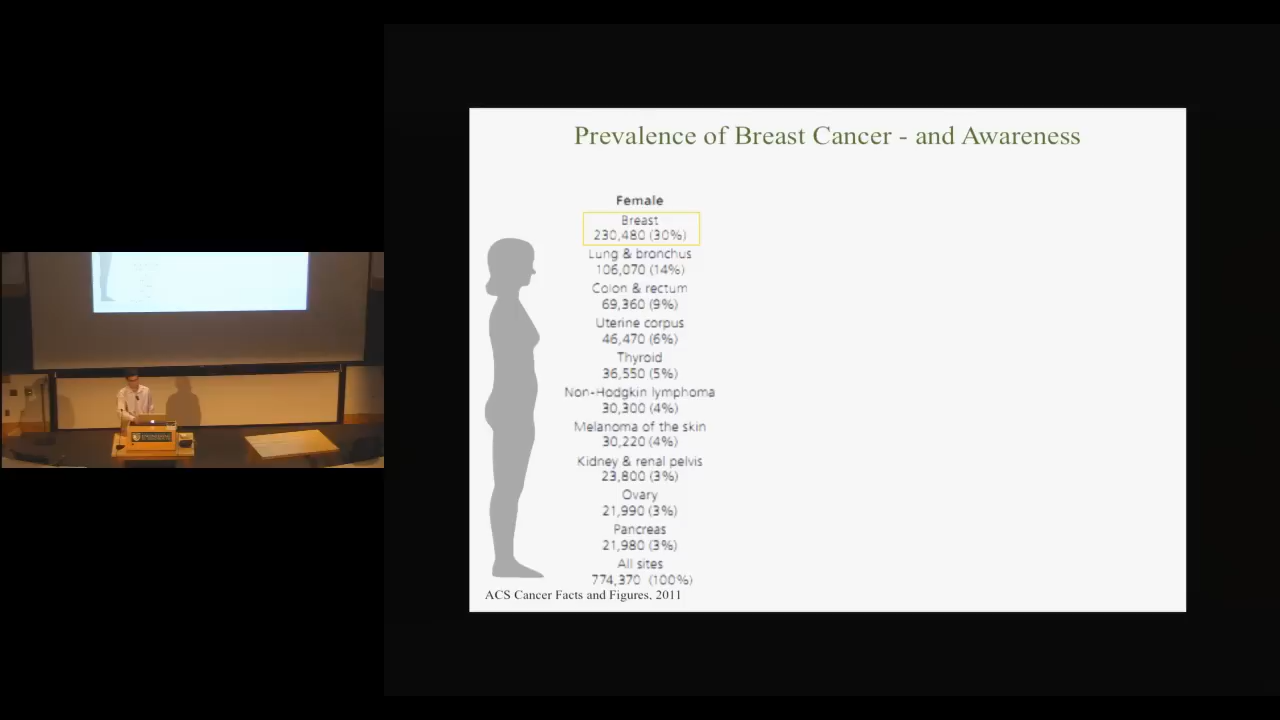 Prevalence of Breast Cancer - and Awareness
Female
Breast
230,480 (30%)
Lung & bronchus
106,070 (14%)
Colon & rectum
69,360 (9%)
Uterine corpus
46,470 (6%)
Thyroid
36,550 (5%)
Non-Hodgkin lymphoma
30,300 (4%)
Melanoma of the skin
30,220 (4%)
Kidney & renal pelvis
23,800 (3%)
Ovary
21,990 (3%)
Pancreas
21,980 (3%)
All sites
774,370 (100%)
ACS Cancer Facts and Figures, 2011